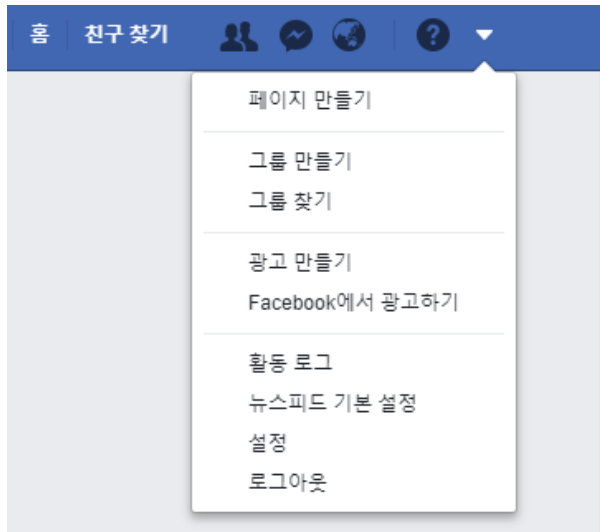 홈 친구 찾기
페이지 만들기
그룹 만들기
그룹 찾기
광고 만들기
Facebook에서 광고하기
활동 로그
뉴스피드 기본 설정
설정
로그아웃